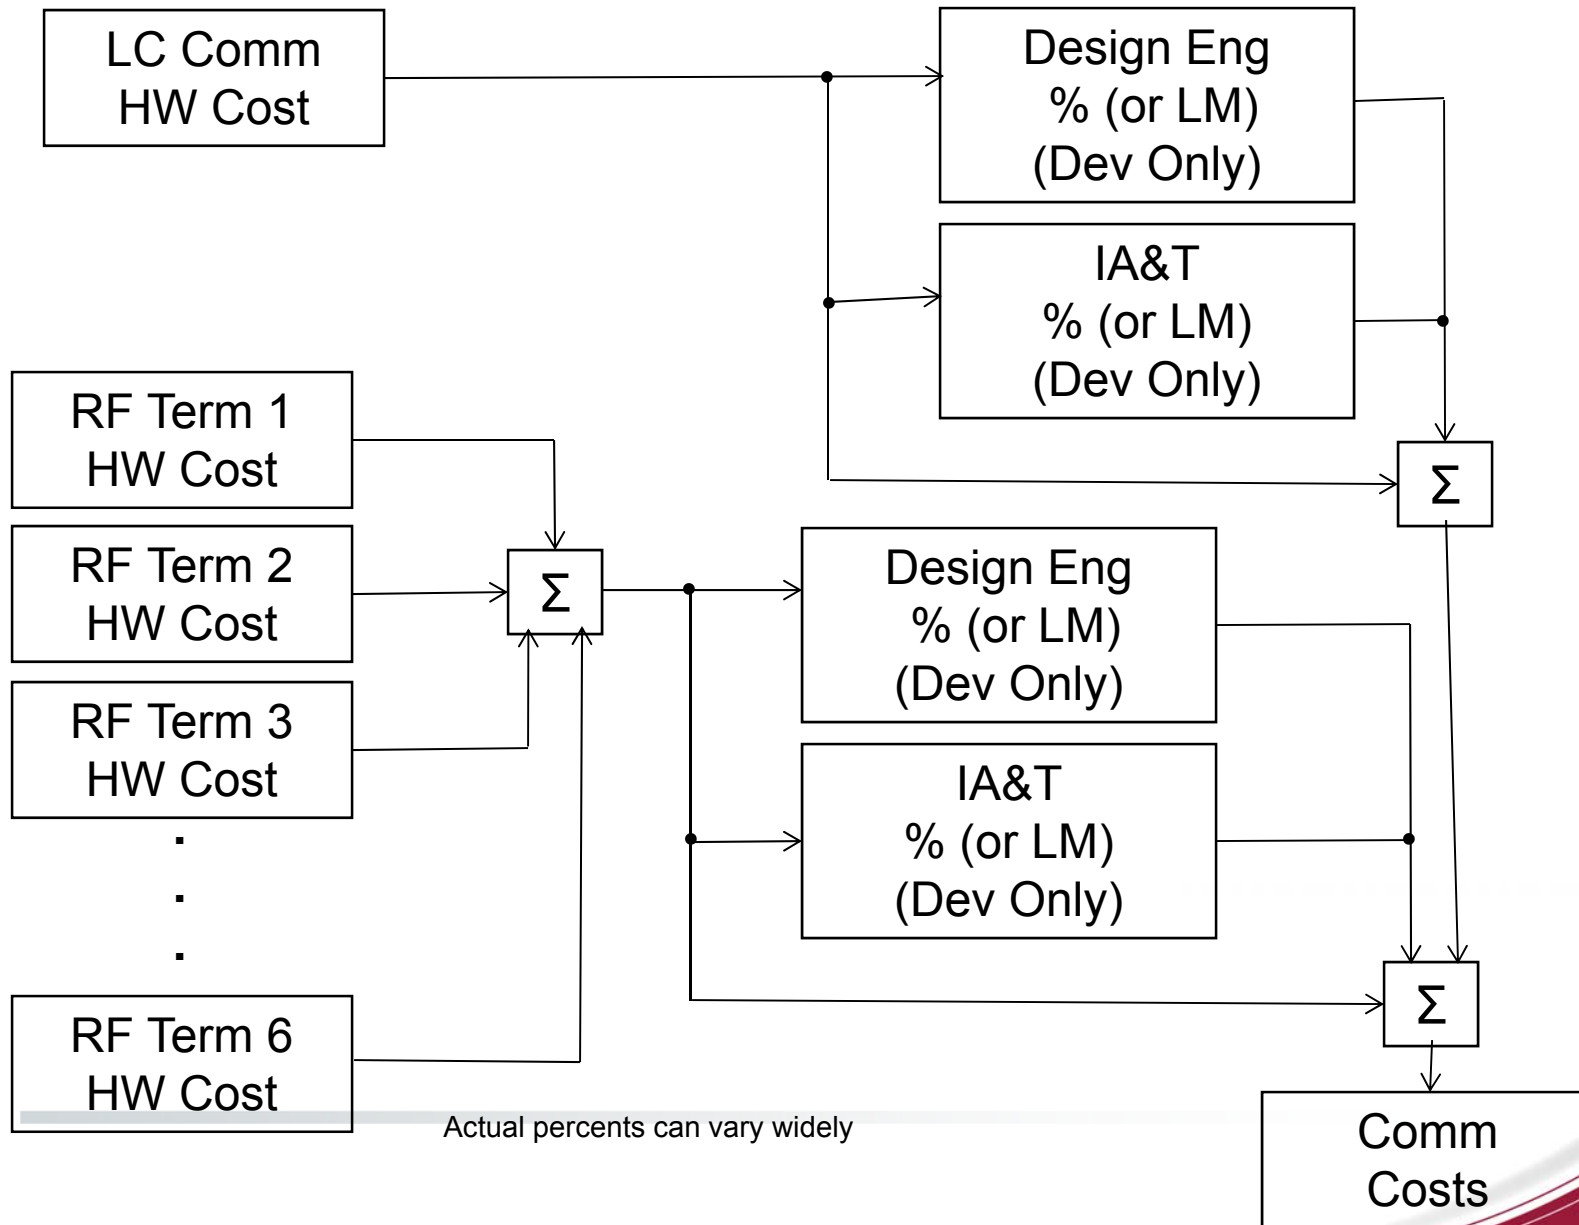 LC Comm
HW Cost
Design Eng
% (or LM)
(Dev Only)
IA&T
% (or LM)
(Dev Only)
Σ
RF Term 1
HW Cost
RF Term 2
HW Cost
RF Term 3
HW Cost
.
.
.
RF Term 6
HW Cost
Σ
Design Eng
% (or LM)
(Dev Only)
IA&T
% (or LM)
(Dev Only)
Σ
Comm
Costs
Actual percents can vary widely